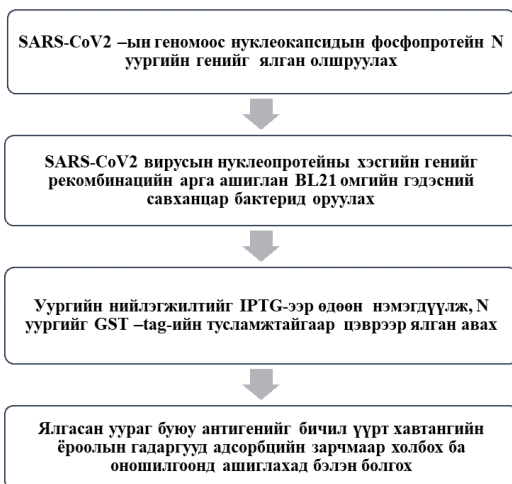 SARS-CoV2 –ын геномоос нуклеокапсидын фосфопротейн N
уургийн генийг ялган олшруулах
SARS-CoV2 вирусын нуклеопротейны хэсгийн генийг
рекомбинацийн арга ашиглан BL21 омгийн гэдэсний
савханцар бактерид оруулах
Уургийн нийлэгжилтийг IPTG-ээр өдөөн нэмэгдүүлж, N
уургийг GST –tag-ийн тусламжтайгаар цэврээр ялган авах
Ялгасан уураг буюу антигенийг бичил үүрт хавтангийн
ёроолын гадаргууд адсорбцийн зарчмаар холбох ба
оношилгоонд ашиглахад бэлэн болгох